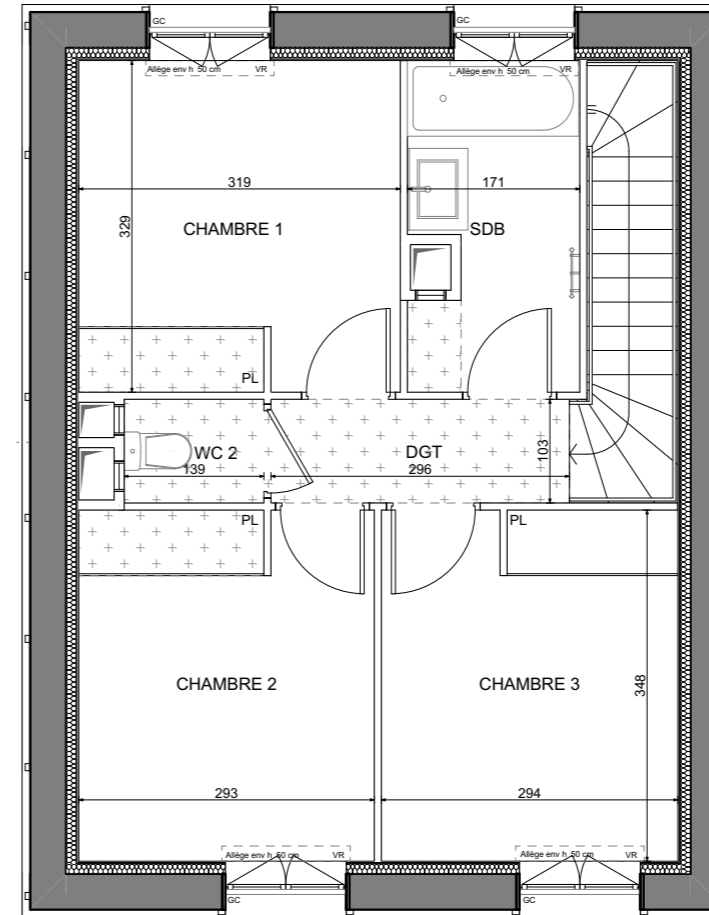 GC
GC
Allège env h 50 cm VR
Allège env h 50 cm VR
319
171
329
CHAMBRE 1
SDB
PL
WC 2
139
DGT
296
103
PL
PL
CHAMBRE 2
CHAMBRE 3
348
293
294
Allège env h 50 cm VR
Allège env h 50 cm VR
GC
GC